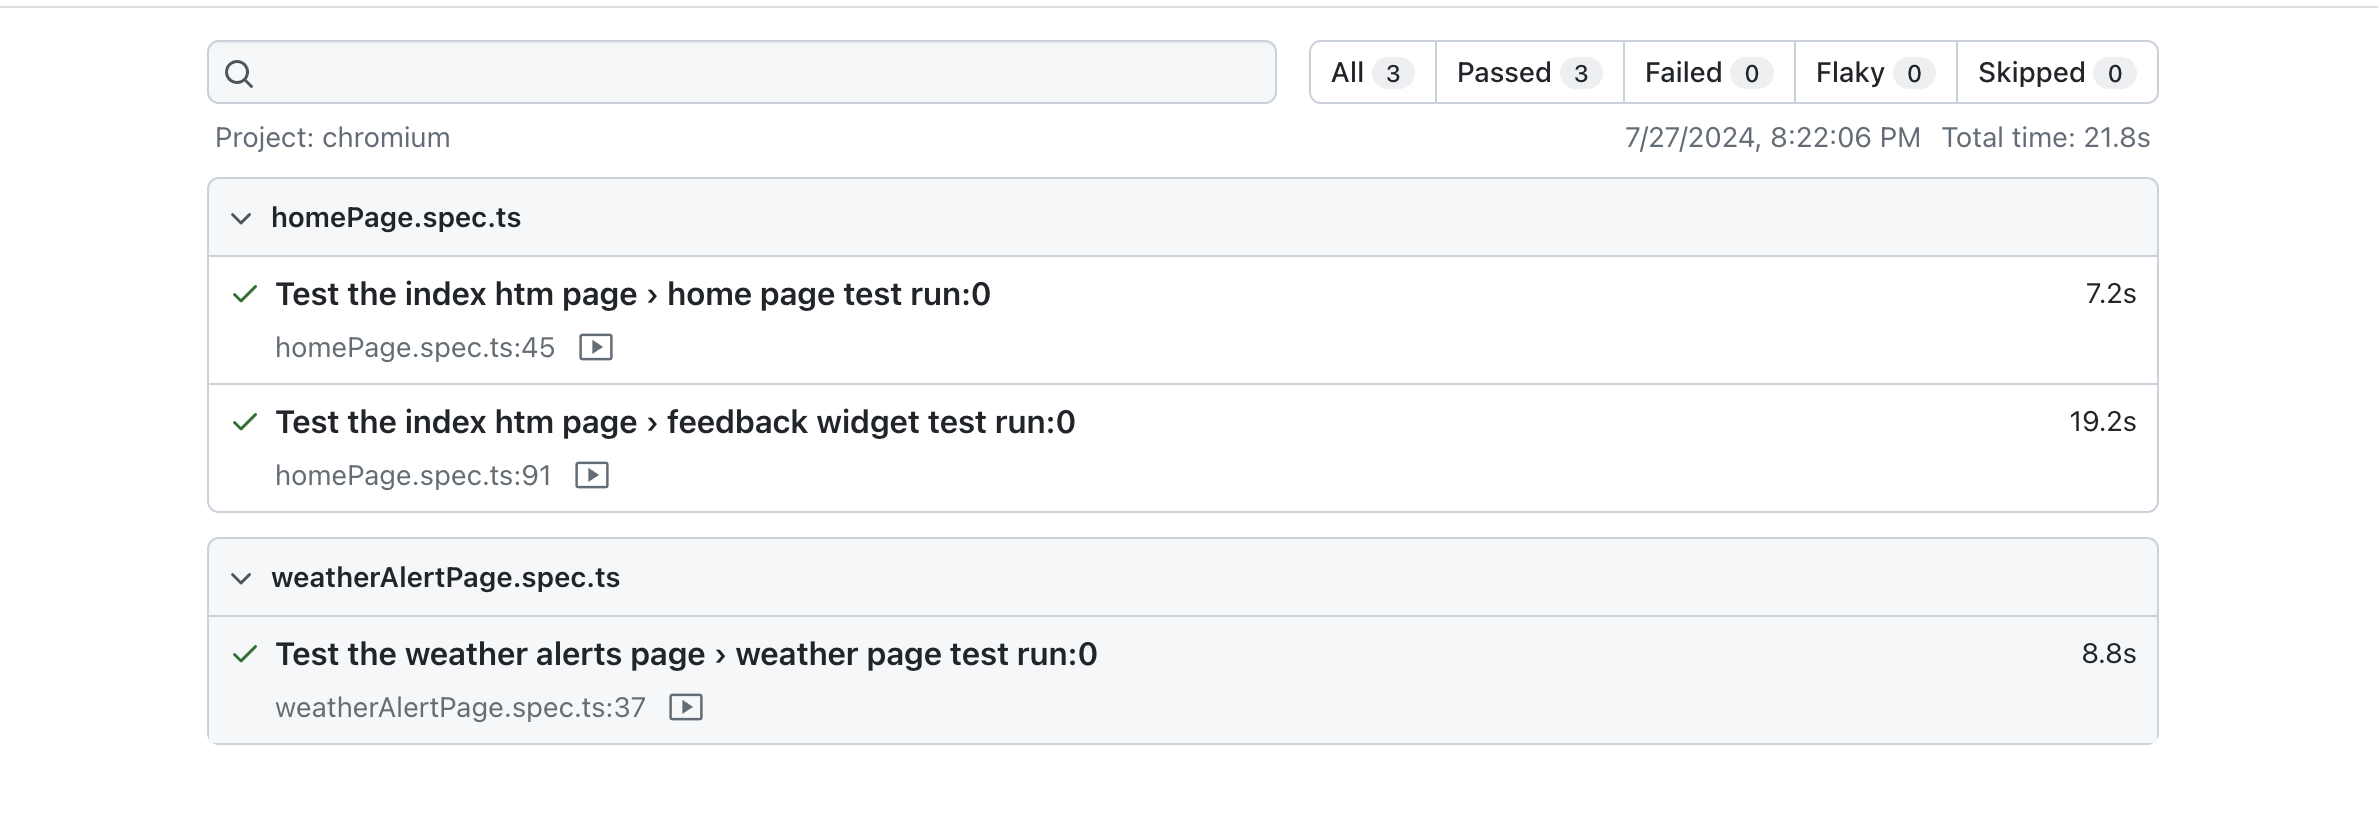 All 3 Passed 3 Failed 0 Flaky 0 Skipped 0
Project: chromium 7/27/2024, 8:22:06 PM Total time: 21.8s
homePage.spec.ts
Test the index htm page › home page test run:0 7.2s
homePage.spec.ts:45
Test the index htm page › feedback widget test run:0 19.2s
homePage.spec.ts:91
weatherAlertPage.spec.ts
Test the weather alerts page › weather page test run:0 8.8s
weatherAlertPage.spec.ts:37